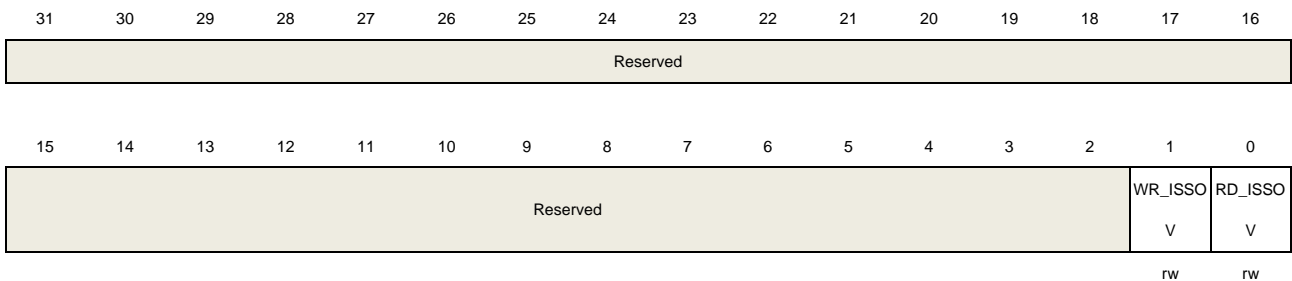 31 30 29 28 27 26 25 24 23 22 21 20 19 18 17 16
Reserved
15 14 13 12 11 10 9 8 7 6 5 4 3 2 1 0
Reserved WR_ISSO V RD_ISSO V
rw rw